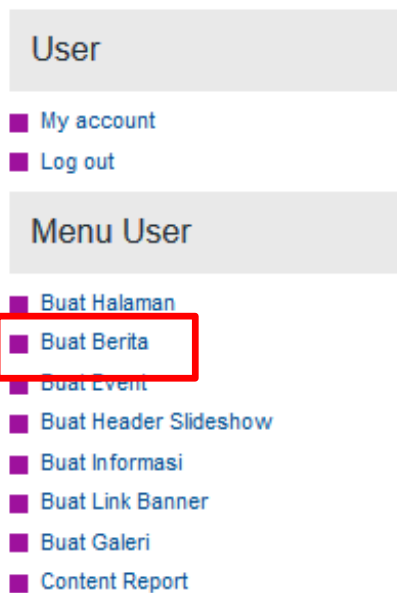 User
My account
Log out
Menu User
Buat Halaman
Buat Berita
Buat Event
Buat Header Slideshow
Buat Informasi
Buat Link Banner
Buat Galeri
Content Report